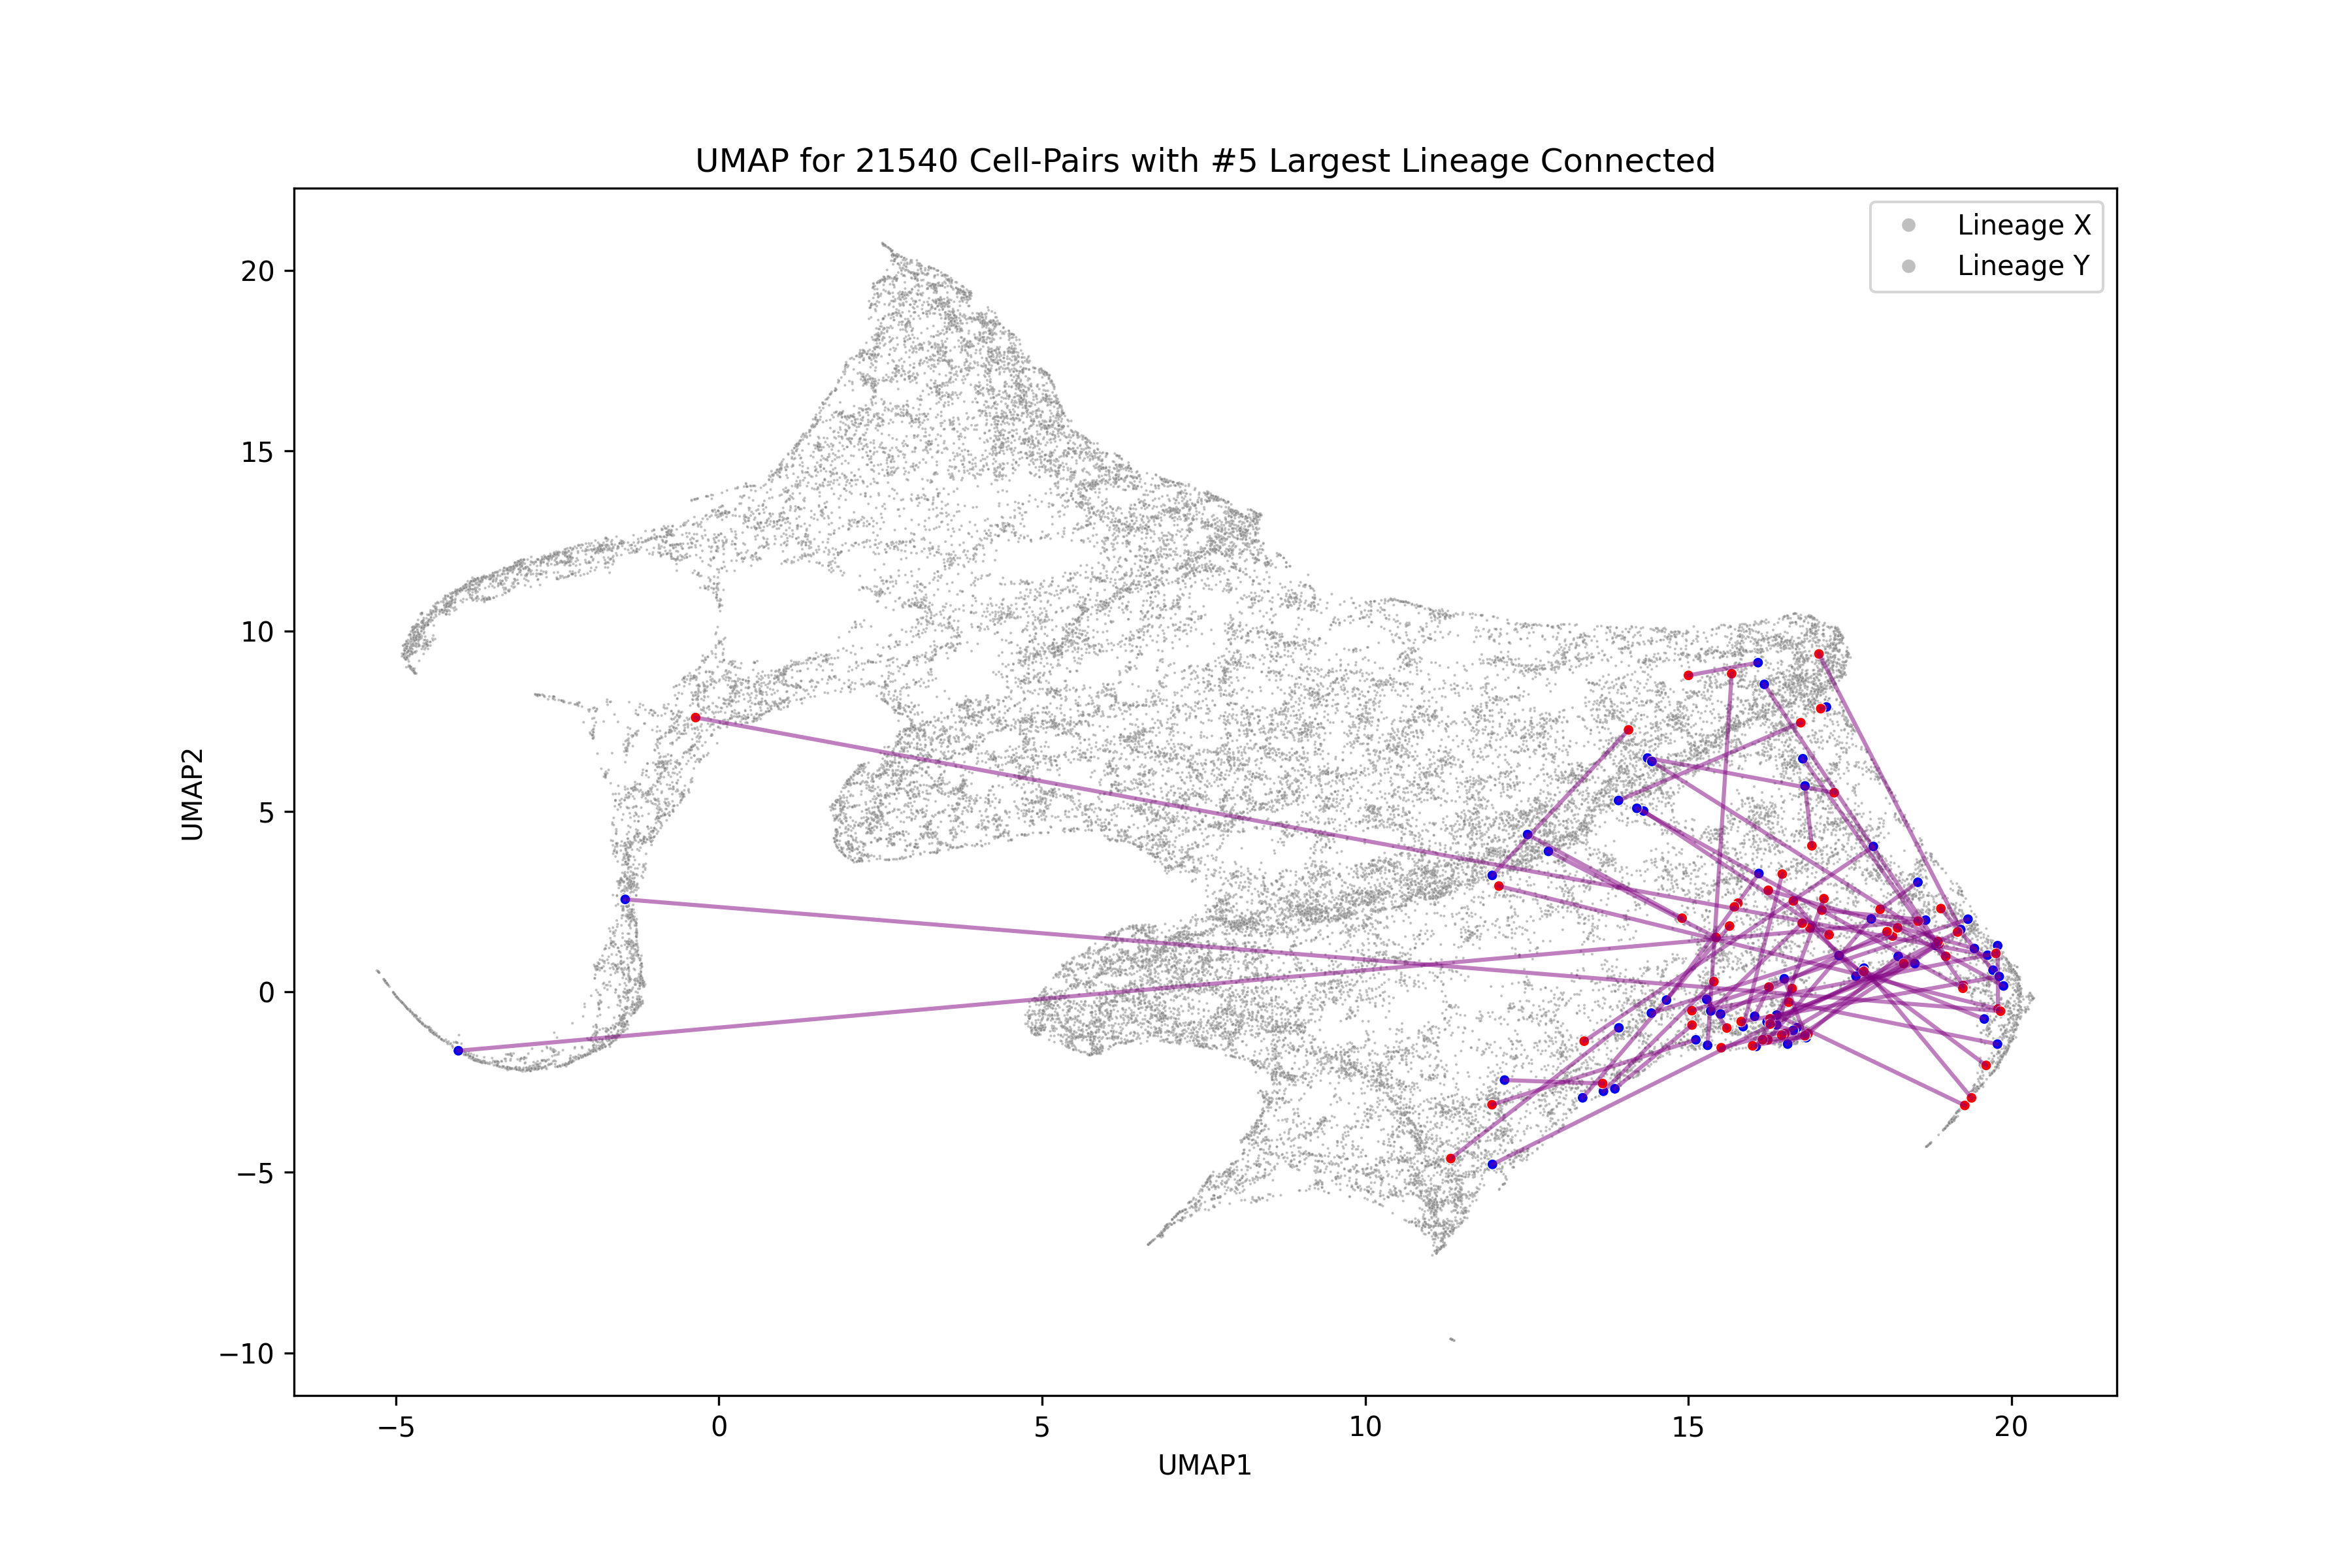 UMAP for 21540 Cell-Pairs with #5 Largest Lineage Connected
Lineage X
Lineage Y
20
15
10
5
0
−5
−10
UMAP2
−5 0 5 10 15 20
UMAP1